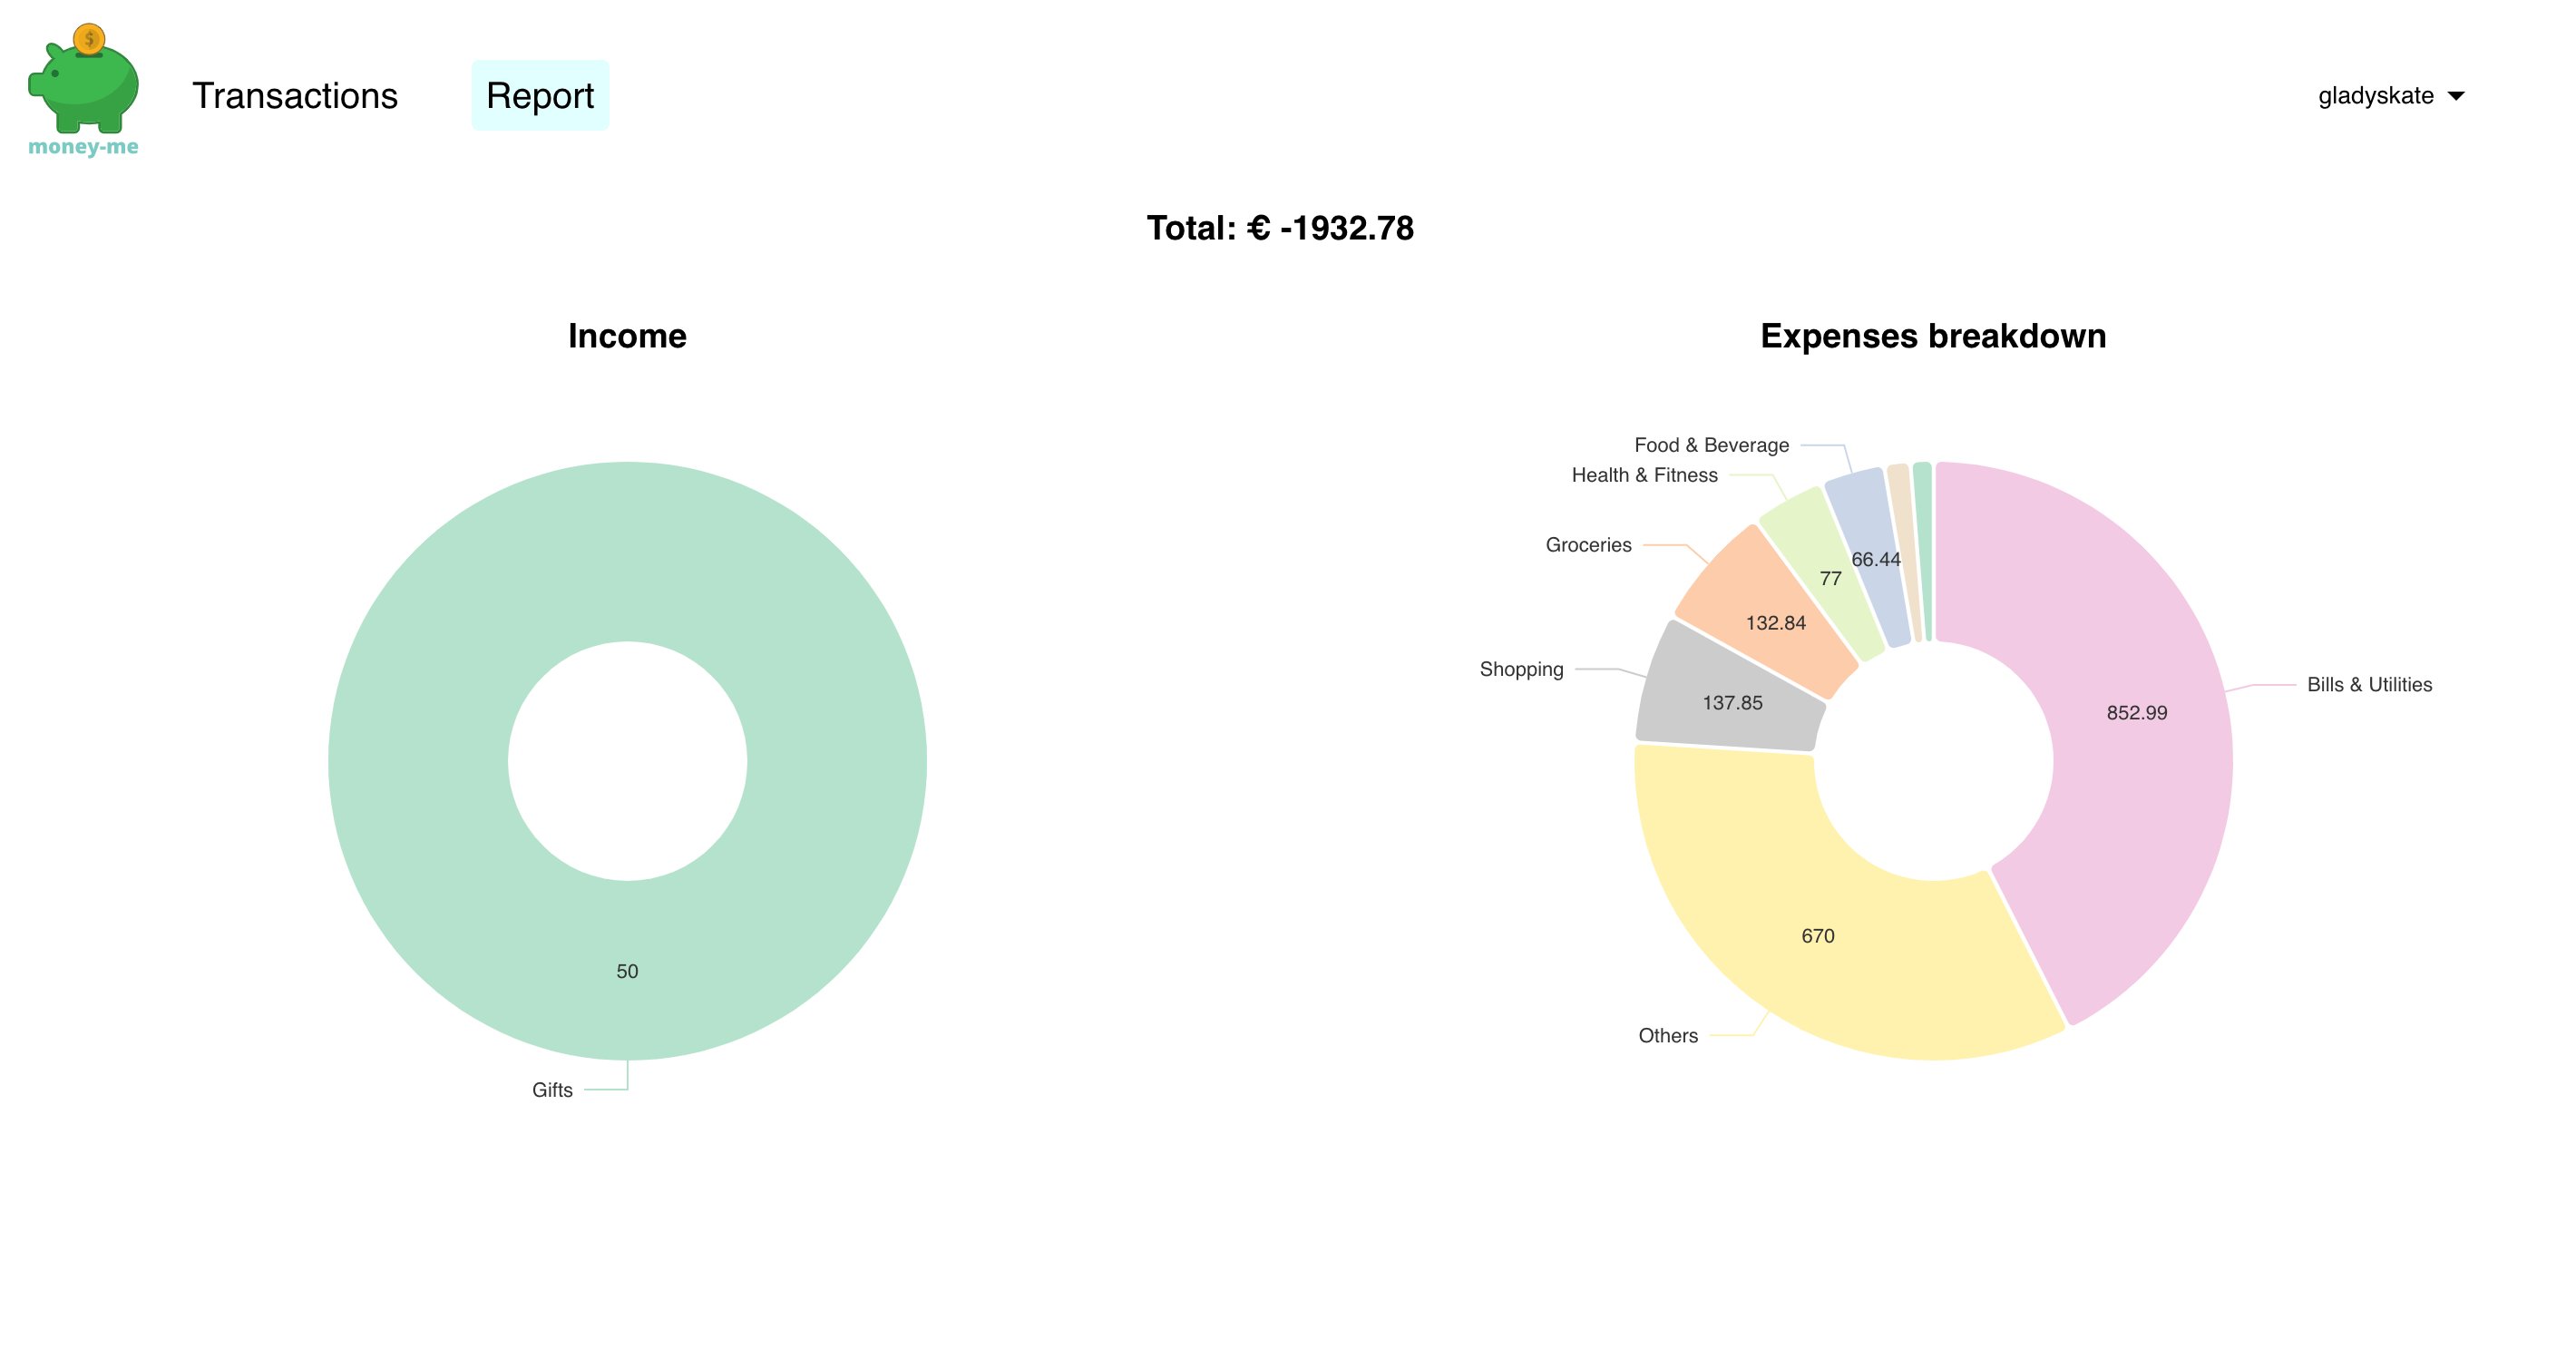 $
money-me
Transactions
Report
gladyskate
Total: € -1932.78
Income
50
Gifts
Expenses breakdown
Food & Beverage
Health & Fitness
Groceries
66.44
77
132.84
Shopping
137.85
Bills & Utilities
852.99
670
Others